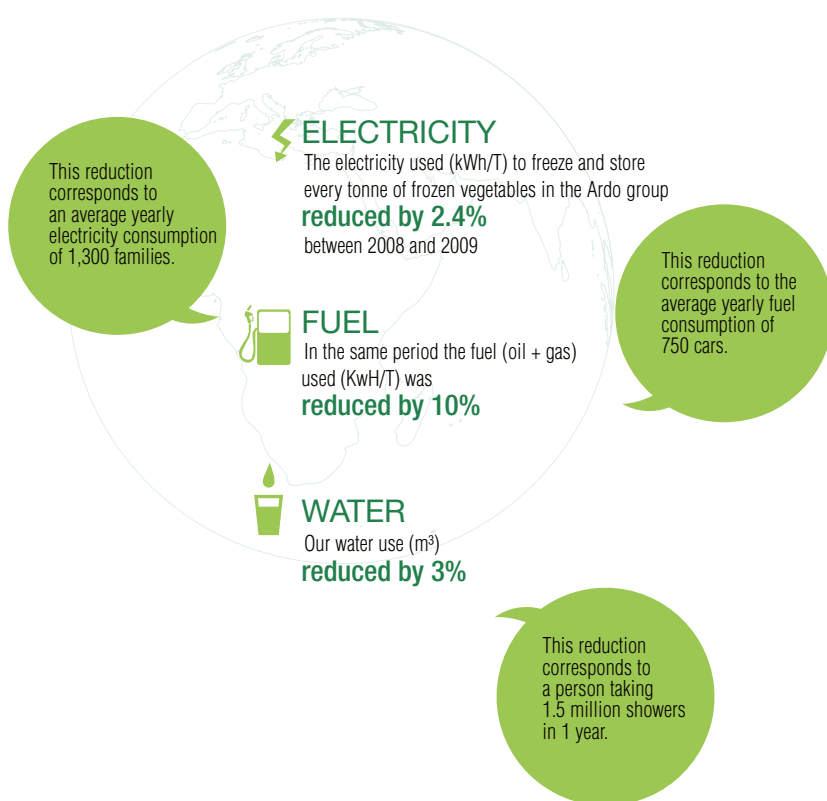 ELECTRICITY
The electricity used (kWh/T) to freeze and store
every tonne of frozen vegetables in the Ardo group
reduced by 2.4%
between 2008 and 2009
This reduction
corresponds to
an average yearly
electricity consumption
of 1,300 families.
FUEL
In the same period the fuel (oil + gas)
used (KwH/T) was
reduced by 10%
This reduction
corresponds to the
average yearly fuel
consumption of
750 cars.
WATER
Our water use (m³)
reduced by 3%
This reduction
corresponds to
a person taking
1.5 million showers
in 1 year.